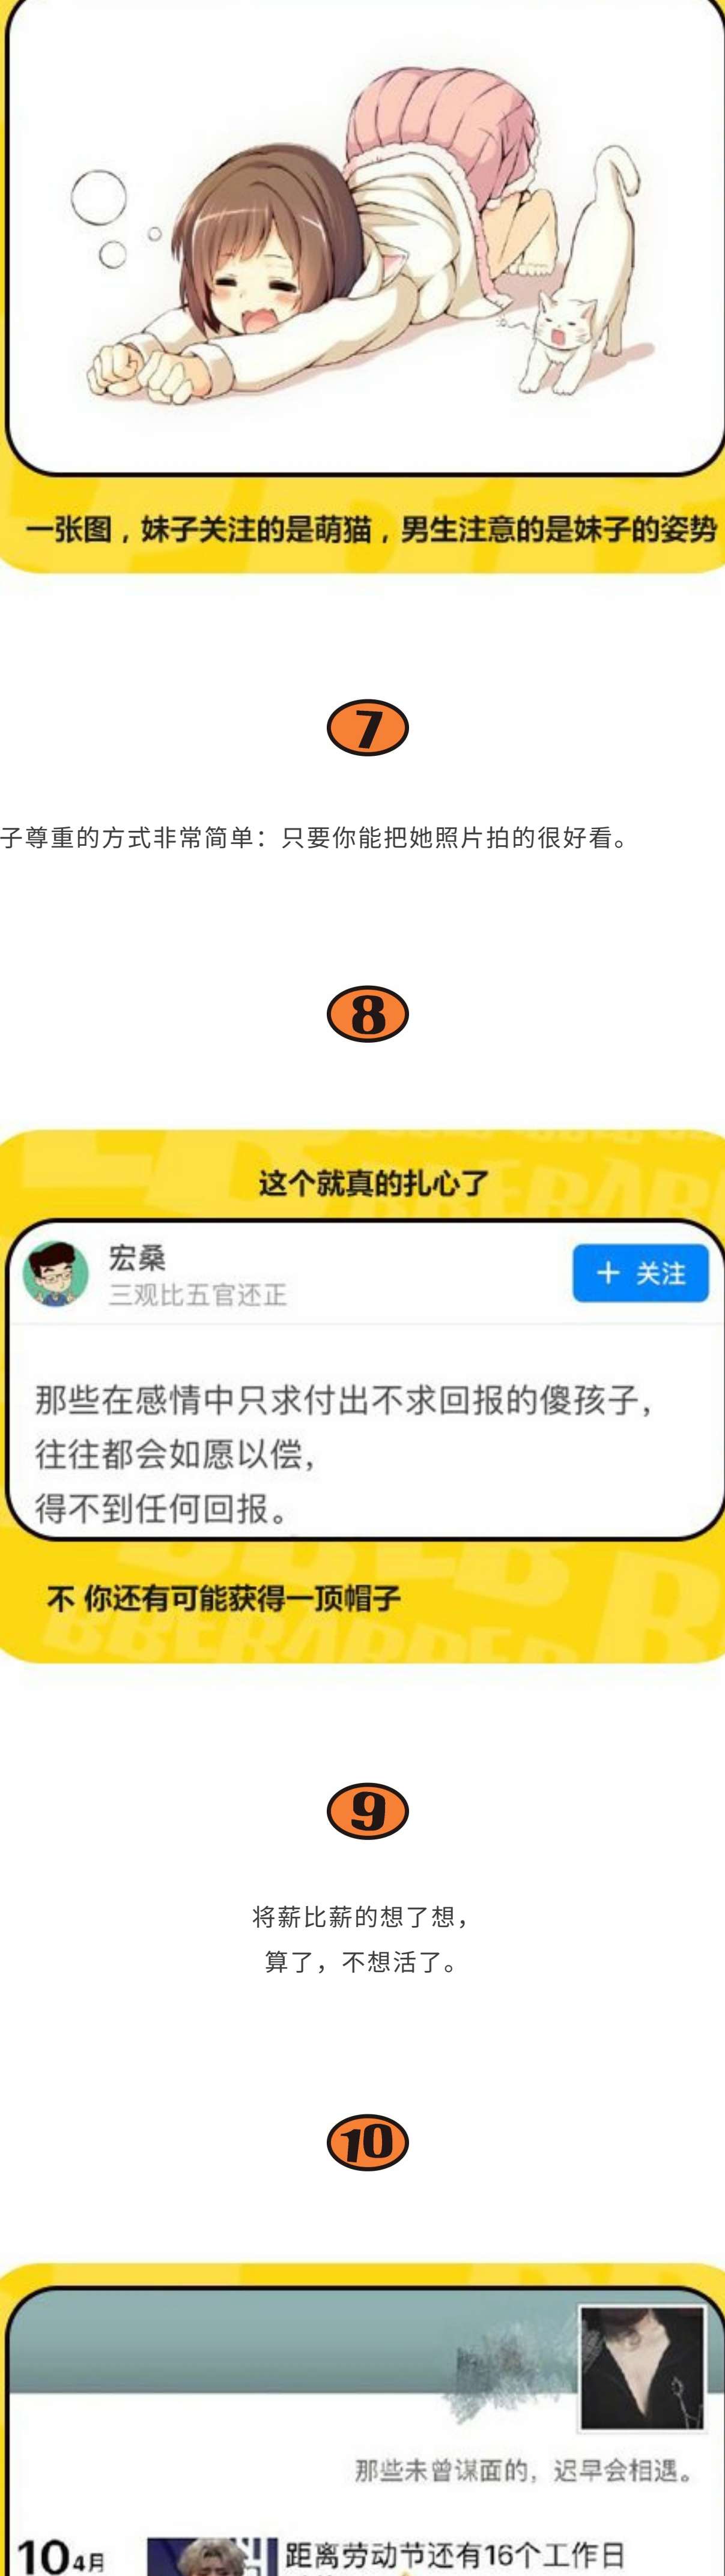 一张图，妹子关注的是萌猫，男生注意的是妹子的姿势
7
子尊重的方式非常简单：只要你能把她照片拍的很好看。
8
这个就真的扎心了
宏桑
三观比五官还正
＋ 关注
那些在感情中只求付出不求回报的傻孩子，
往往都会如愿以偿，
得不到任何回报。
不 你还有可能获得一顶帽子
9
将薪比薪的想了想，
算了，不想活了。
10
那些未曾谋面的，迟早会相遇。
10 4月
距离劳动节还有16个工作日